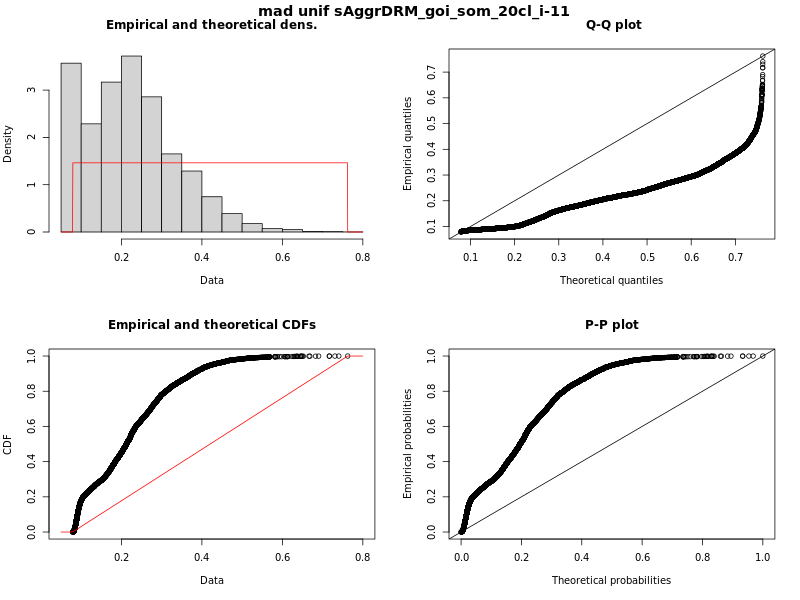 mad unif sAggrDRM_goi_som_20cl_i-11
Empirical and theoretical dens.
Density
0 1 2 3
0.2 0.4 0.6 0.8
Data
Q-Q plot
Empirical quantiles
0.1 0.2 0.3 0.4 0.5 0.6 0.7
0.1 0.2 0.3 0.4 0.5 0.6 0.7
Theoretical quantiles
Empirical and theoretical CDFs
CDF
0.0 0.2 0.4 0.6 0.8 1.0
0.2 0.4 0.6 0.8
Data
P-P plot
Empirical probabilities
0.0 0.2 0.4 0.6 0.8 1.0
0.0 0.2 0.4 0.6 0.8 1.0
Theoretical probabilities